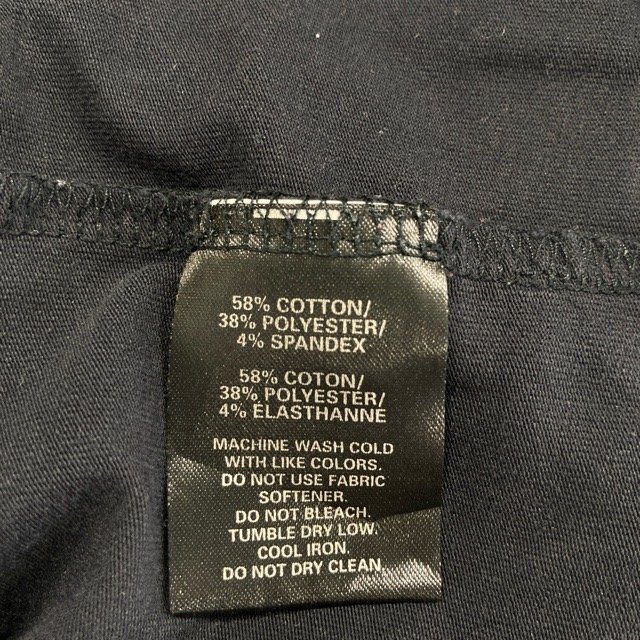 58% COTTON/
38% POLYESTER/
4% SPANDEX
58% COTON/
38% POLYESTER/
4% ELASTHANNE
MACHINE WASH COLD
WITH LIKE COLORS.
DO NOT USE FABRIC
SOFTENER.
DO NOT BLEACH.
TUMBLE DRY LOW.
COOL IRON.
DO NOT DRY CLEAN.